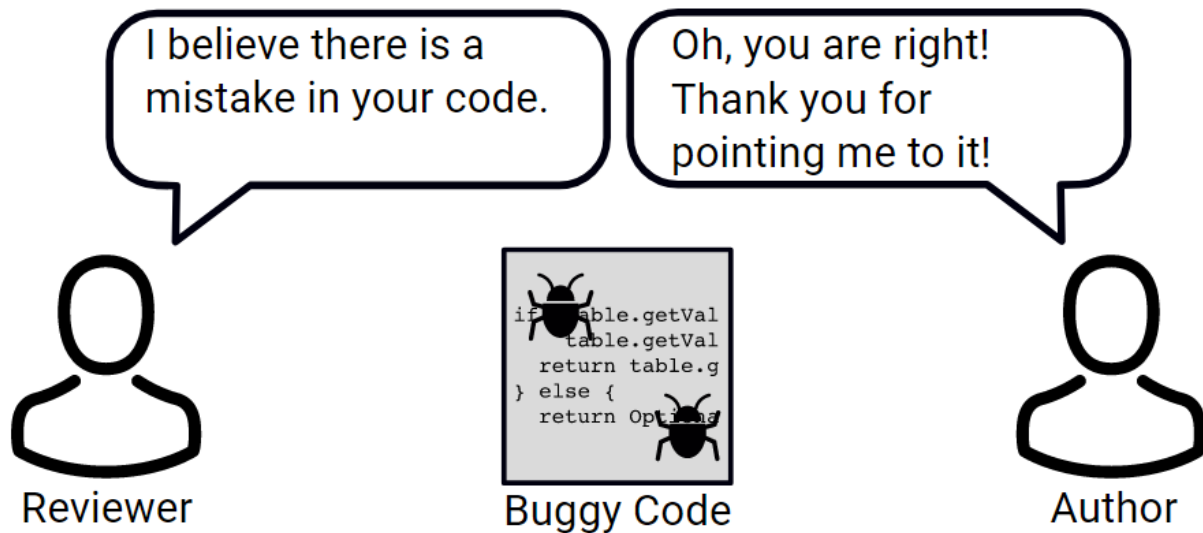 I believe there is a
mistake in your code.
Oh, you are right!
Thank you for
pointing me to it!
if
able.getVal
table.getVal
return table.g
} else {
return
Reviewer
Buggy Code
Author